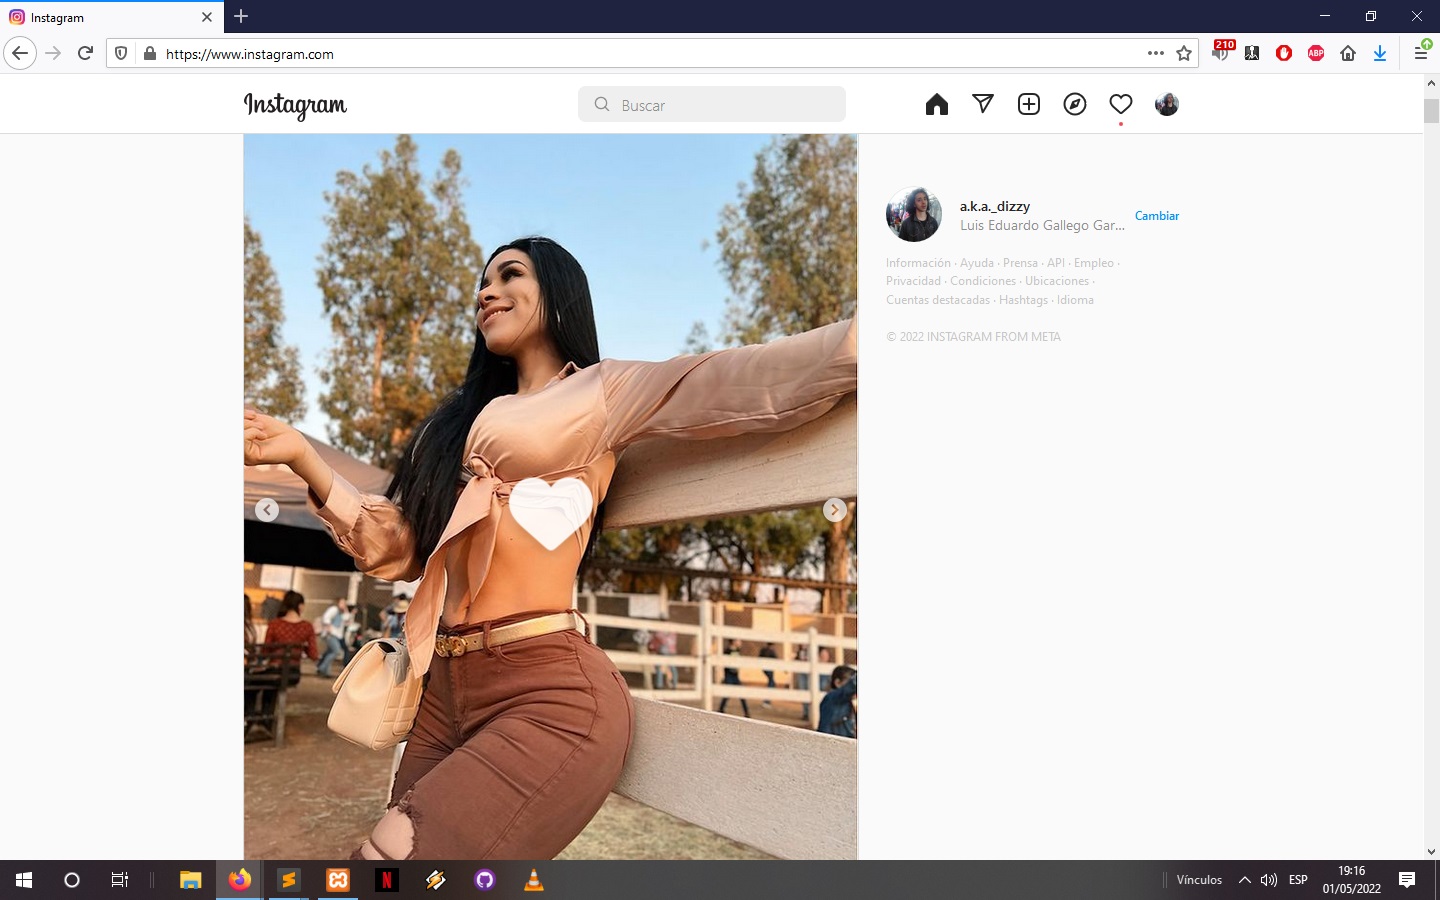 Instagram
https://www.instagram.com
210
ABP
Instagram
Buscar
a.k.a._dizzy
Luis Eduardo Gallego Gar...
Cambiar
Información · Ayuda · Prensa · API · Empleo ·
Privacidad · Condiciones · Ubicaciones ·
Cuentas destacadas · Hashtags · Idioma
© 2022 INSTAGRAM FROM META
N
Vínculos
ESP
19:16
01/05/2022